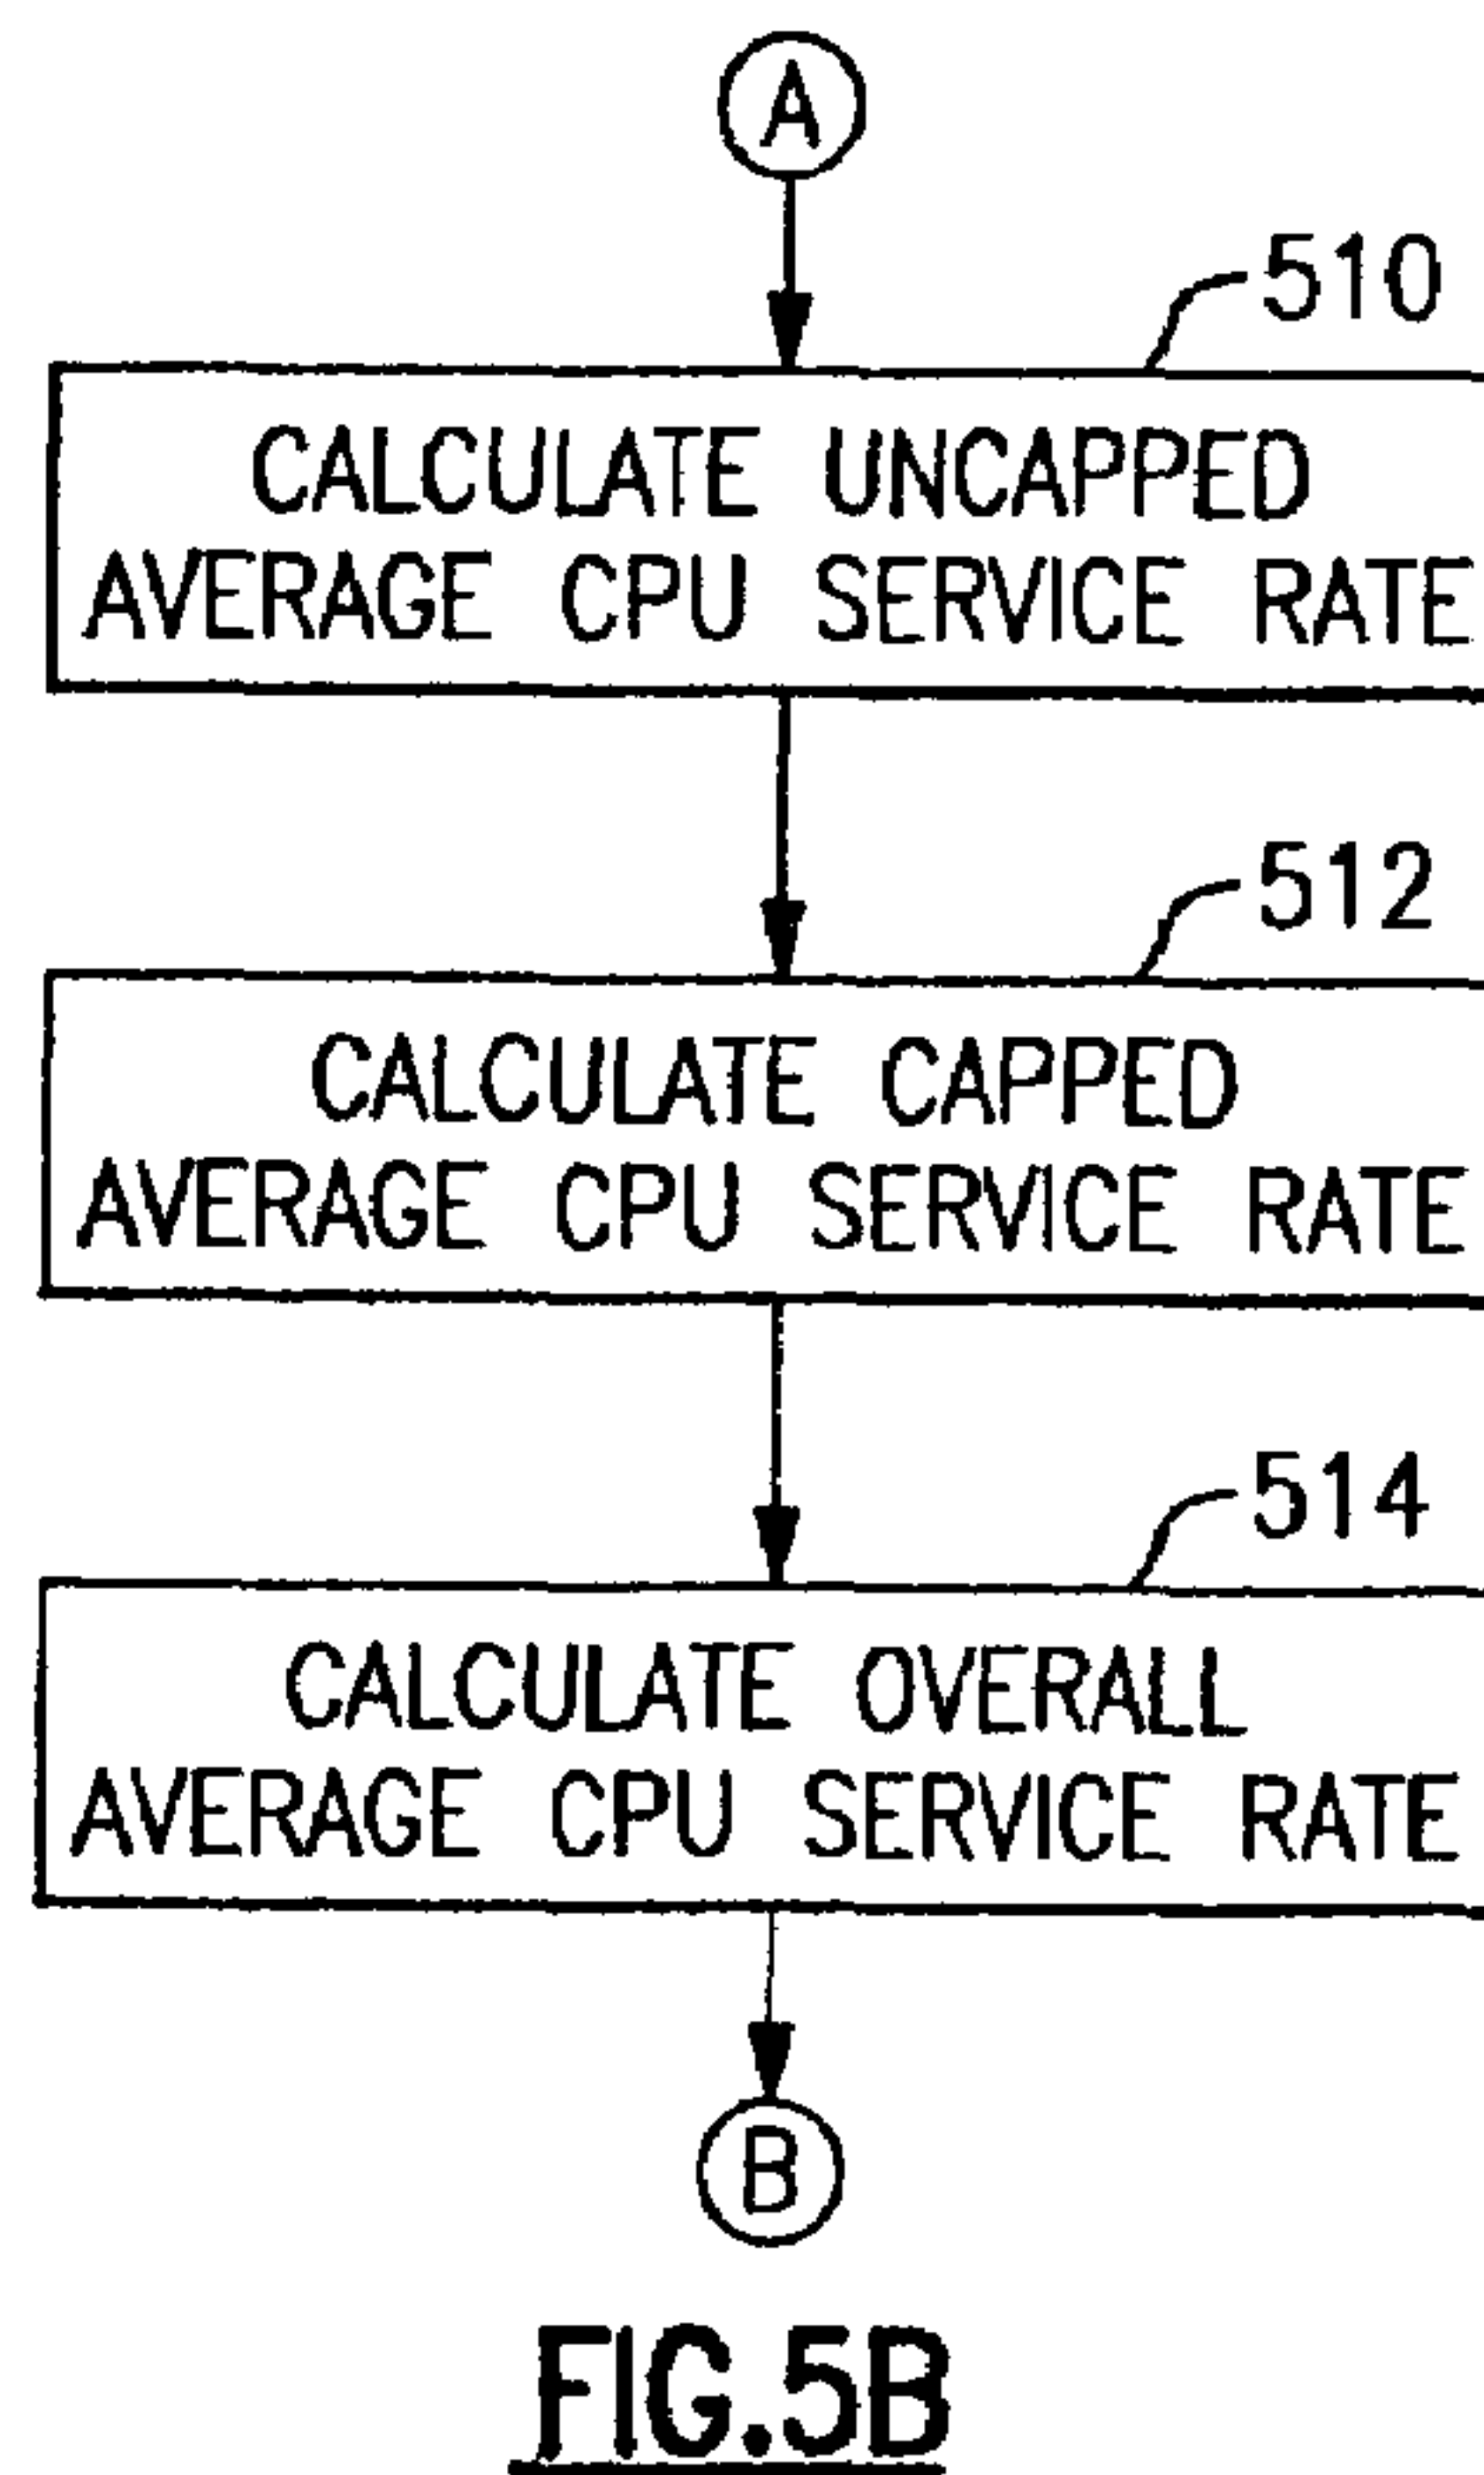 A
510
CALCULATE UNCAPPED
AVERAGE CPU SERVICE RATE
512
CALCULATE CAPPED
AVERAGE CPU SERVICE RATE
514
CALCULATE OVERALL
AVERAGE CPU SERVICE RATE
B
FIG.5B